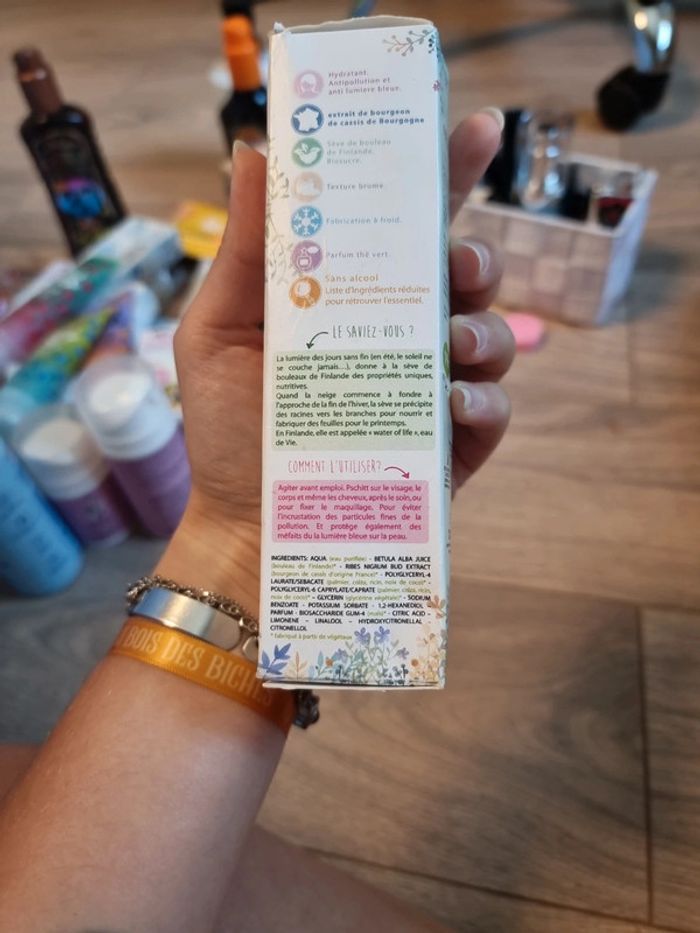 Hydratant.
Antipollution et
anti lumière bleue.
extrait de bourgeon
de cassis de Bourgogne
Sève de bouleau
de Finlande.
Biosucre.
Texture brume.
Fabrication à froid.
Parfum thé vert.
Sans alcool
Liste d'Ingrédients réduites
pour rétrouver l'essentiel.
LE SAVIEZ-VOUS ?
La lumière des jours sans fin (en été, le soleil ne
se couche jamais...), donne à la sève de
bouleaux de Finlande des propriétés uniques,
nutritives.
Quand la neige commence à fondre à
l'approche de la fin de l'hiver, la sève se précipite
des racines vers les branches pour nourrir et
fabriquer des feuilles pour le printemps.
En Finlande, elle est appelée « water of life », eau
de Vie.
COMMENT L'UTILISER?
Agiter avant emploi. Pschitt sur le visage, le
corps et même les cheveux, après le soin, ou
pour fixer le maquillage. Pour éviter
l'incrustation des particules fines de la
pollution. Et protège également des
méfaits du la lumière bleue sur la peau.
INGREDIENTS: AQUA (eau purifiée) - BETULA ALBA JUICE
(bouleau de Finlande)* - RIBES NIGRUM BUD EXTRACT
(bourgeon de cassis d'origine France)* - POLYGLYCERYL-4
LAURATE/SEBACATE (palmier, colza, ricin, noix de coco)* -
POLYGLYCERYL-6 CAPRYLATE/CAPRATE (palmier, colza, ricin,
noix de coco)* - GLYCERIN (glycérine végétale)* - SODIUM
BENZOATE - POTASSIUM SORBATE - 1,2-HEXANEDIOL
PARFUM - BIOSACCHARIDE GUM-4 (maïs)* - CITRIC ACID -
LIMONENE - LINALOOL - HYDROXYCITRONELLAL
CITRONELLOL
* fabriqué à partir de végétaux
BOIS DES BICHES